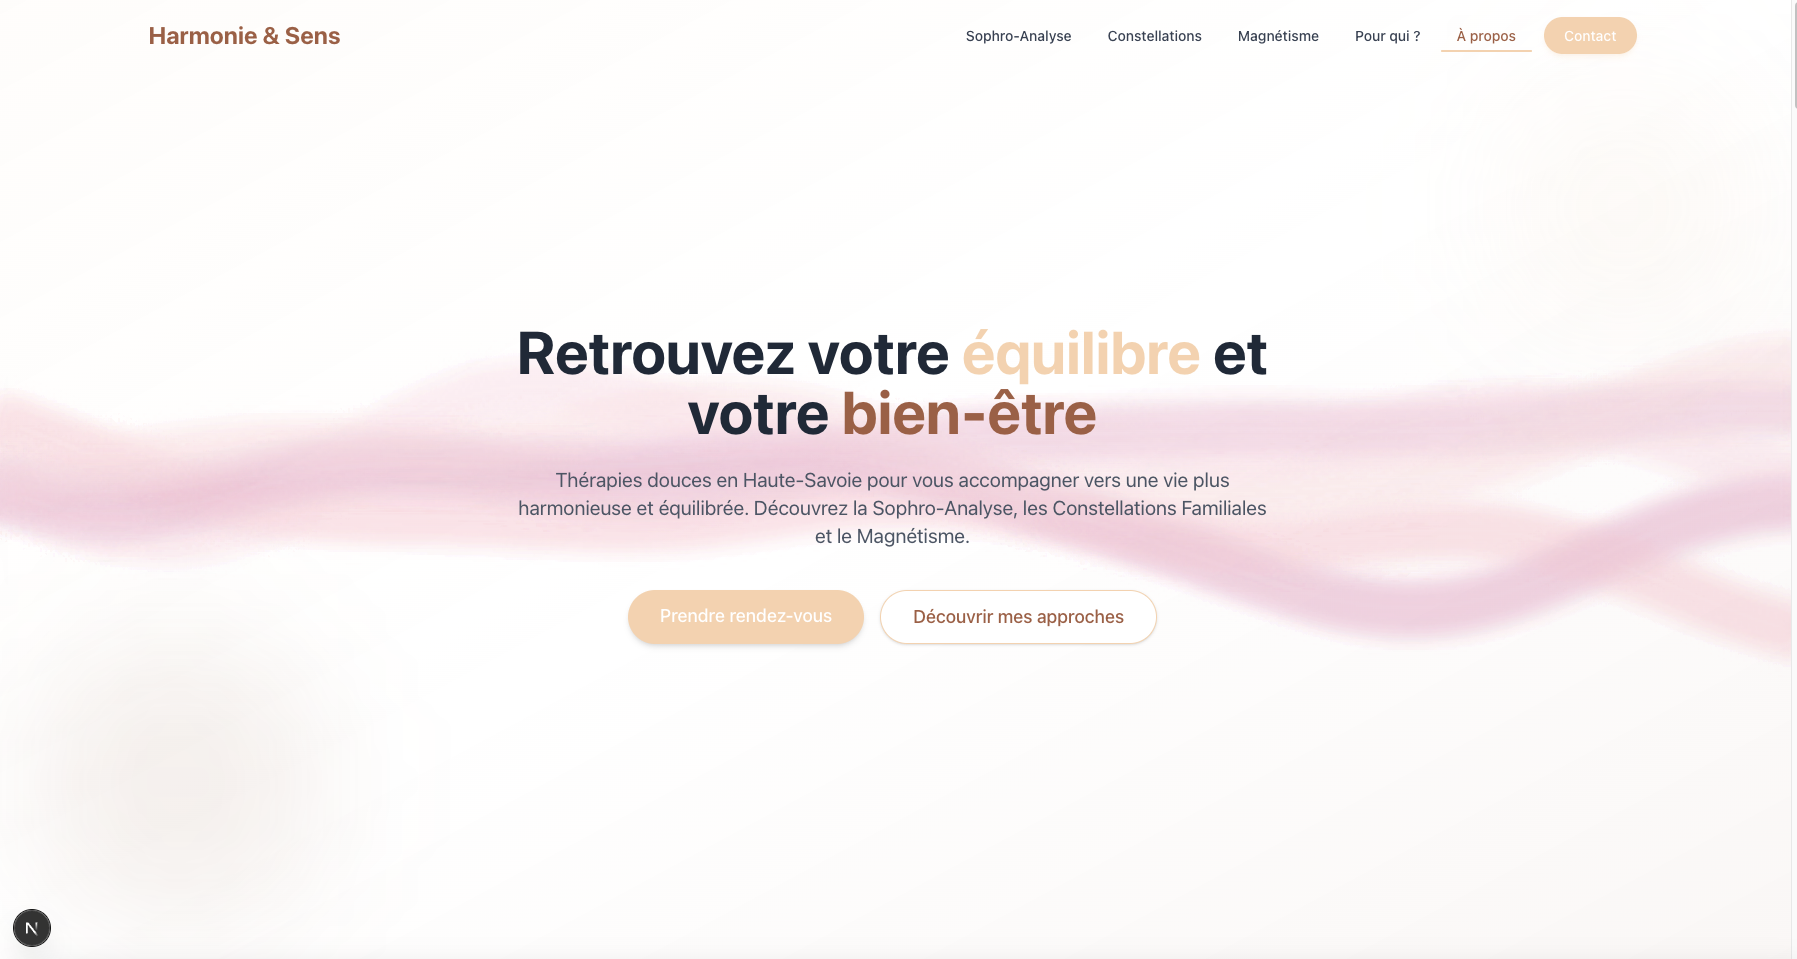 Harmonie & Sens
Sophro-Analyse
Constellations
Magnétisme
Pour qui ?
À propos
Contact
Retrouvez votre équilibre et
votre bien-être
Thérapies douces en Haute-Savoie pour vous accompagner vers une vie plus
harmonieuse et équilibrée. Découvrez la Sophro-Analyse, les Constellations Familiales
et le Magnétisme.
Prendre rendez-vous
Découvrir mes approches
N